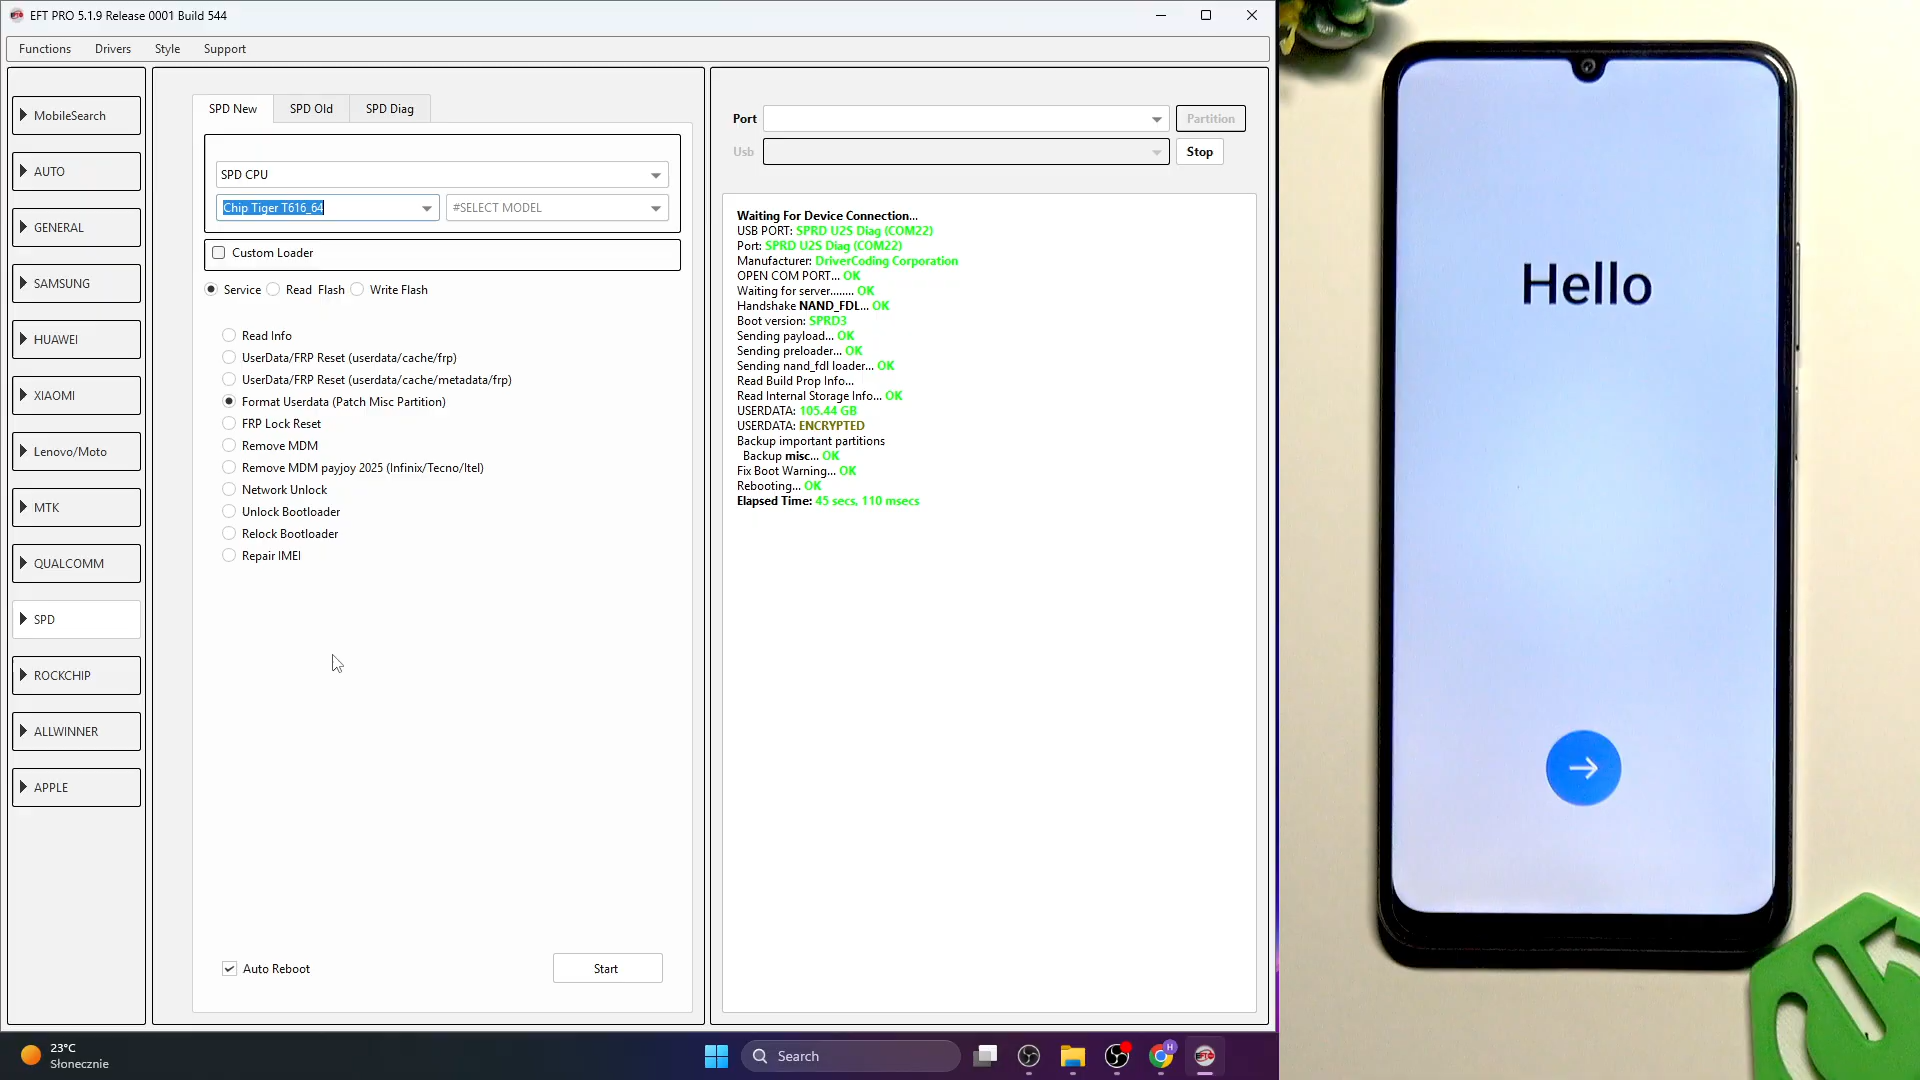 EFT PRO 5.1.9 Release 0001 Build 544
Functions Drivers Style Support
MobileSearch
AUTO
GENERAL
SAMSUNG
HUAWEI
XIAOMI
Lenovo/Moto
MTK
QUALCOMM
SPD
ROCKCHIP
ALLWINNER
APPLE
SPD New SPD Old SPD Diag
SPD CPU
Chip Tiger T616_64 #SELECT MODEL
Custom Loader
Service Read Flash Write Flash
Read Info
UserData/FRP Reset (userdata/cache/frp)
UserData/FRP Reset (userdata/cache/metadata/frp)
Format Userdata (Patch Misc Partition)
FRP Lock Reset
Remove MDM
Remove MDM payjoy 2025 (Infinix/Tecno/Itel)
Network Unlock
Unlock Bootloader
Relock Bootloader
Repair IMEI
Auto Reboot Start
Port Partition
Usb Stop
Waiting For Device Connection...
USB PORT: SPRD U2S Diag (COM22)
Port: SPRD U2S Diag (COM22)
Manufacturer: DriverCoding Corporation
OPEN COM PORT... OK
Waiting for server........ OK
Handshake NAND_FDL... OK
Boot version: SPRD3
Sending payload... OK
Sending preloader... OK
Sending nand_fdl loader... OK
Read Build Prop Info...
Read Internal Storage Info... OK
USERDATA: 105.44 GB
USERDATA: ENCRYPTED
Backup important partitions
Backup misc... OK
Fix Boot Warning... OK
Rebooting... OK
Elapsed Time: 45 secs, 110 msecs
Hello
23°C
Słonecznie
Search
H
EFT